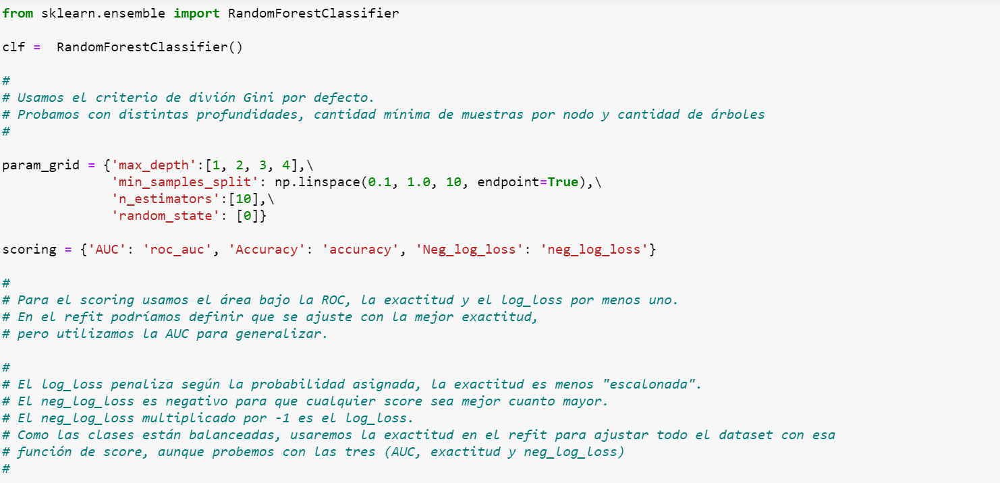 from sklearn.ensemble import RandomForestClassifier
clf =  RandomForestClassifier()
#
# Usamos el criterio de divión Gini por defecto.
# Probamos con distintas profundidades, cantidad mínima de muestras por nodo y cantidad de árboles
#
param_grid = {'max_depth':[1, 2, 3, 4],\
'min_samples_split': np.linspace(0.1, 1.0, 10, endpoint=True),\
'n_estimators':[10],\
'random_state': [0]}
scoring = {'AUC': 'roc_auc', 'Accuracy': 'accuracy', 'Neg_log_loss': 'neg_log_loss'}
#
# Para el scoring usamos el área bajo la ROC, la exactitud y el log_loss por menos uno.
# En el refit podríamos definir que se ajuste con la mejor exactitud,
# pero utilizamos la AUC para generalizar.
#
# El log_loss penaliza según la probabilidad asignada, la exactitud es menos "escalonada".
# El neg_log_loss es negativo para que cualquier score sea mejor cuanto mayor.
# El neg_log_loss multiplicado por -1 es el log_loss.
# Como las clases están balanceadas, usaremos la exactitud en el refit para ajustar todo el dataset con esa
# función de score, aunque probemos con las tres (AUC, exactitud y neg_log_loss)
#